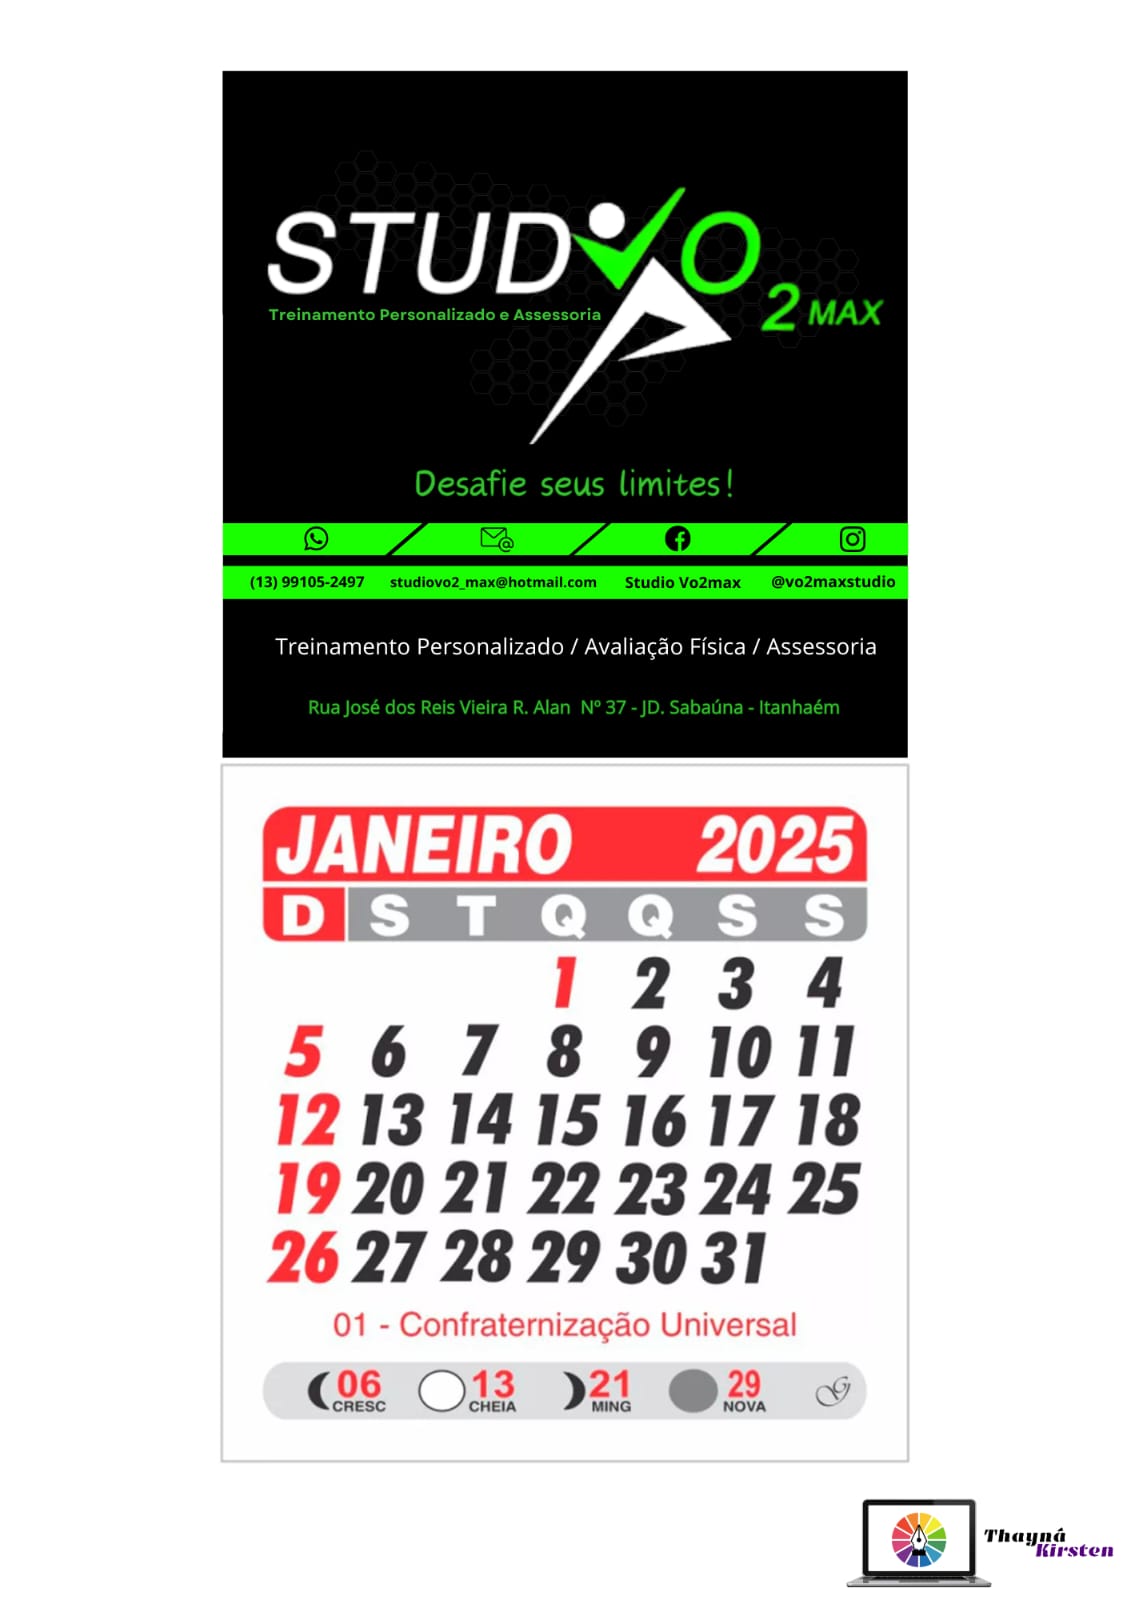 STUDVO 2 MAX
Treinamento Personalizado e Assessoria
Desafie seus limites!
(13) 99105-2497 studiovo2_max@hotmail.com Studio Vo2max @vo2maxstudio
Treinamento Personalizado / Avaliação Física / Assessoria
Rua José dos Reis Vieira R. Alan Nº 37 - JD. Sabaúna - Itanhaém
JANEIRO 2025
D S T Q Q S S
1 2 3 4
5 6 7 8 9 10 11
12 13 14 15 16 17 18
19 20 21 22 23 24 25
26 27 28 29 30 31
01 - Confraternização Universal
06 CRESC 13 CHEIA 21 MING 29 NOVA
Thayná
Kirsten